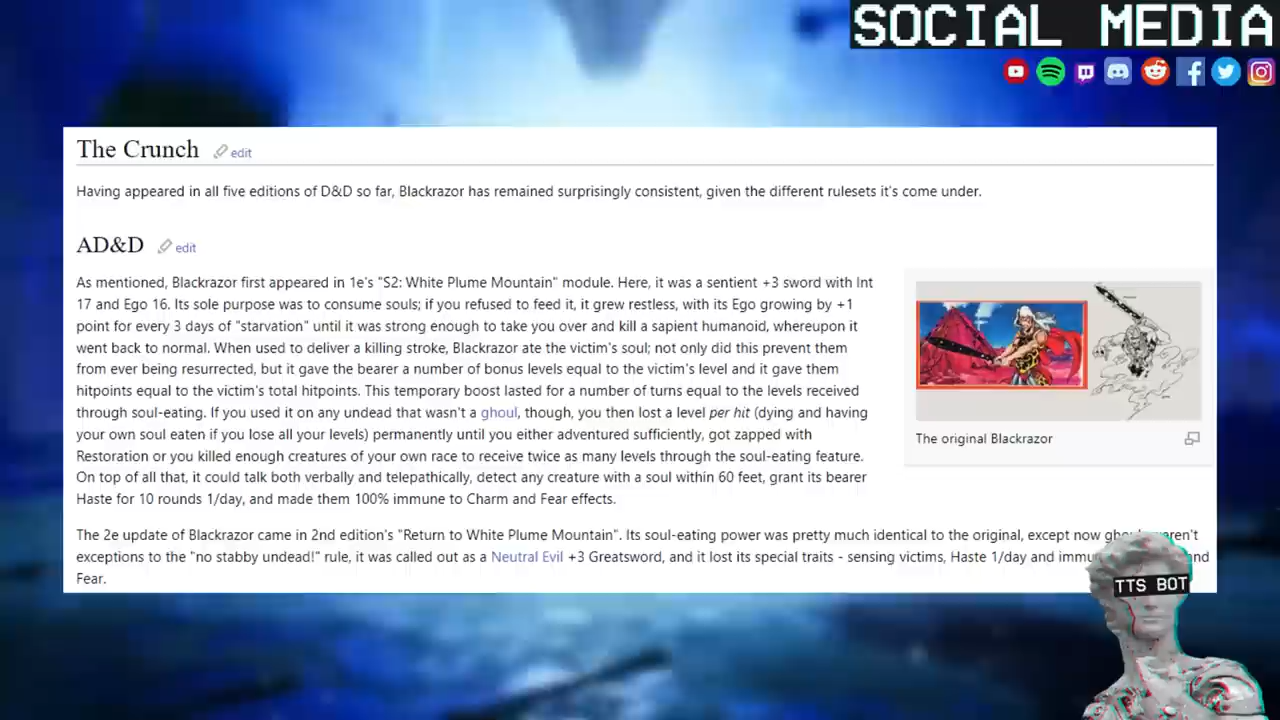 SOCIAL MEDIA
The Crunch
edit
Having appeared in all five editions of D&D so far, Blackrazor has remained surprisingly consistent, given the different rulesets it's come under.
AD&D
edit
As mentioned, Blackrazor first appeared in 1e's "S2: White Plume Mountain" module. Here, it was a sentient +3 sword with Int
17 and Ego 16. Its sole purpose was to consume souls; if you refused to feed it, it grew restless, with its Ego growing by +1
point for every 3 days of "starvation" until it was strong enough to take you over and kill a sapient humanoid, whereupon it
went back to normal. When used to deliver a killing stroke, Blackrazor ate the victim's soul; not only did this prevent them
from ever being resurrected, but it gave the bearer a number of bonus levels equal to the victim's level and it gave them
hitpoints equal to the victim's total hitpoints. This temporary boost lasted for a number of turns equal to the levels received
through soul-eating. If you used it on any undead that wasn't a ghoul, though, you then lost a level per hit (dying and having
your own soul eaten if you lose all your levels) permanently until you either adventured sufficiently, got zapped with
Restoration or you killed enough creatures of your own race to receive twice as many levels through the soul-eating feature.
On top of all that, it could talk both verbally and telepathically, detect any creature with a soul within 60 feet, grant its bearer
Haste for 10 rounds 1/day, and made them 100% immune to Charm and Fear effects.
The original Blackrazor
The 2e update of Blackrazor came in 2nd edition's "Return to White Plume Mountain". Its soul-eating power was pretty much identical to the original, except now
exceptions to the "no stabby undead!" rule, it was called out as a Neutral Evil +3 Greatsword, and it lost its special traits - sensing victims, Haste 1/day and
Fear.
TTS BOT